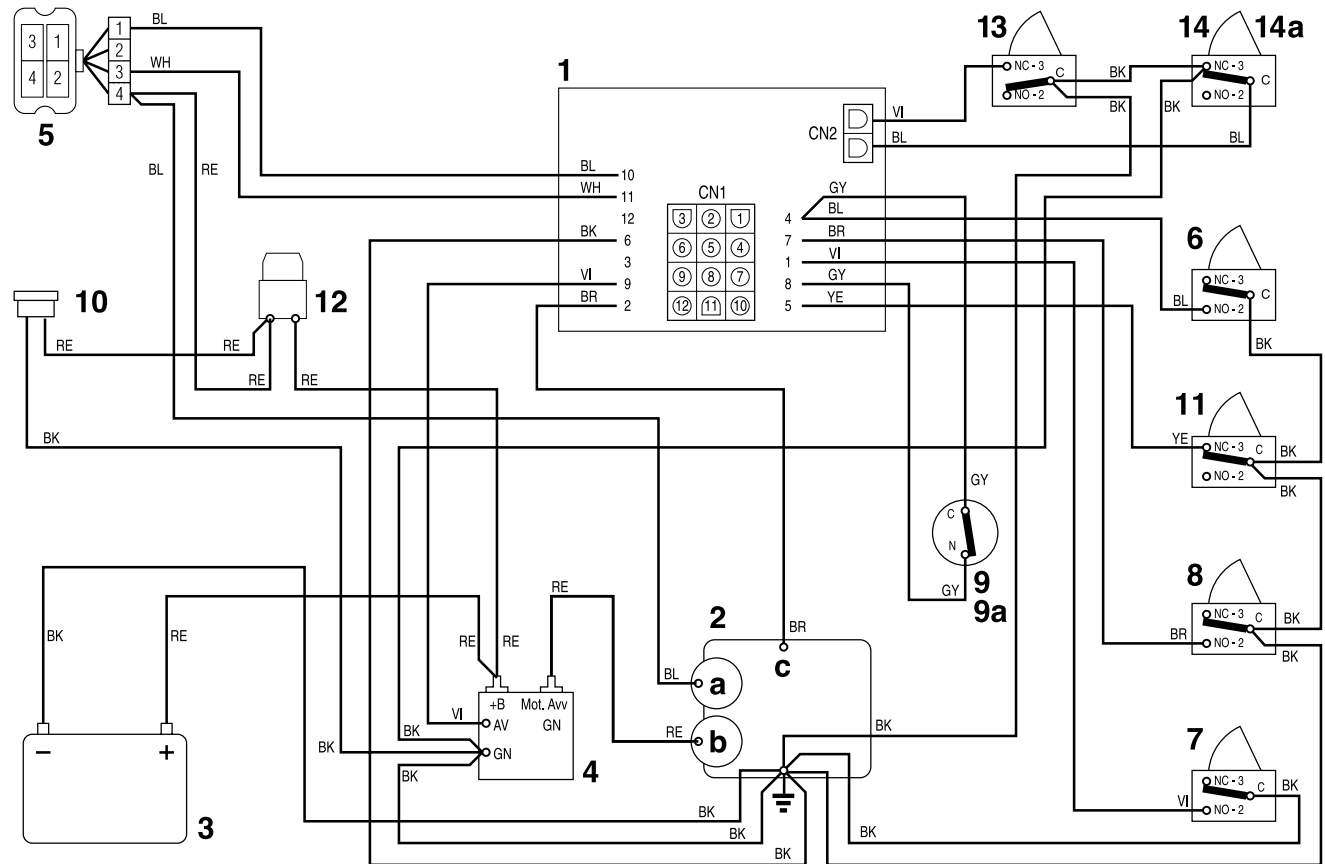 BL
WH
3 1
4 2
1
2
3
4
5
BL RE
1
BL 10
WH 11
12
BK 6
3
VI 9
BR 2
CN1
3 2 1
6 5 4
9 8 7
12 11 10
CN2
VI
BL
GY
4
BL
7 BR
1 VI
8 GY
5 YE
13
NC - 3
C
NO - 2
BK
BK
14 14a
NC - 3
C
NO - 2
BK
BL
6
NC - 3
C
NO - 2
BL
BK
11
YE
NC - 3 C
NO - 2
BK
BK
8
NC - 3 C
NO - 2
BR
BK
BK
7
NC - 3
C
NO - 2
VI
BK
10
12
RE RE
RE RE
BK
GY
C
N
GY
9
9a
BK RE
- +
3
RE RE
RE
+B Mot. Avv
VI AV GN
BK
BK GN
BK
4
2
BR
c
BL a
RE b
BK
BK
BK
BK
BK